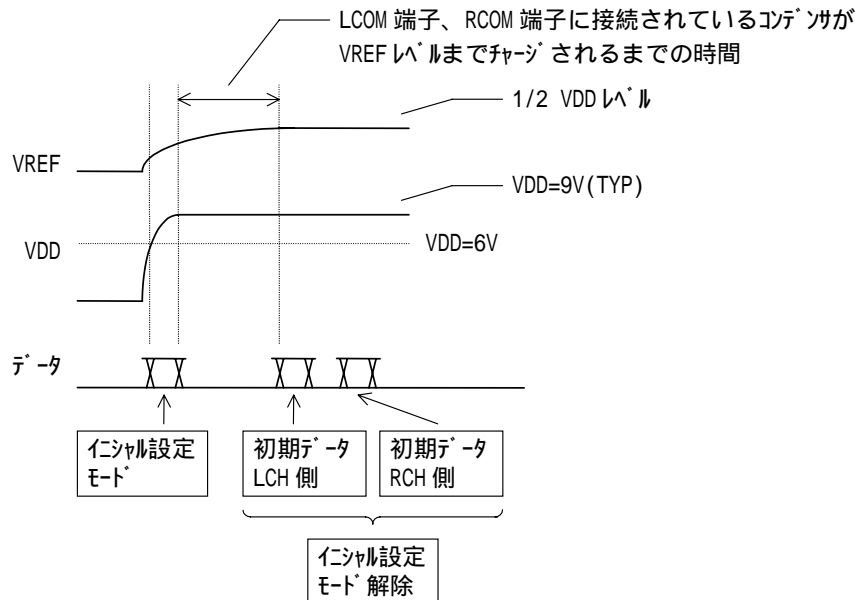 LCOM 端子、RCOM 端子に接続されているｺﾝﾃﾞﾝｻが
VREF ﾚﾍﾞﾙまでﾁｬｰｼﾞされるまでの時間
1/2 VDD ﾚﾍﾞﾙ
VREF
VDD=9V(TYP)
VDD
VDD=6V
ﾃﾞｰﾀ
ｲﾆｼｬﾙ設定
ﾓｰﾄﾞ
初期ﾃﾞｰﾀ
LCH 側
初期ﾃﾞｰﾀ
RCH 側
ｲﾆｼｬﾙ設定
ﾓｰﾄﾞ解除